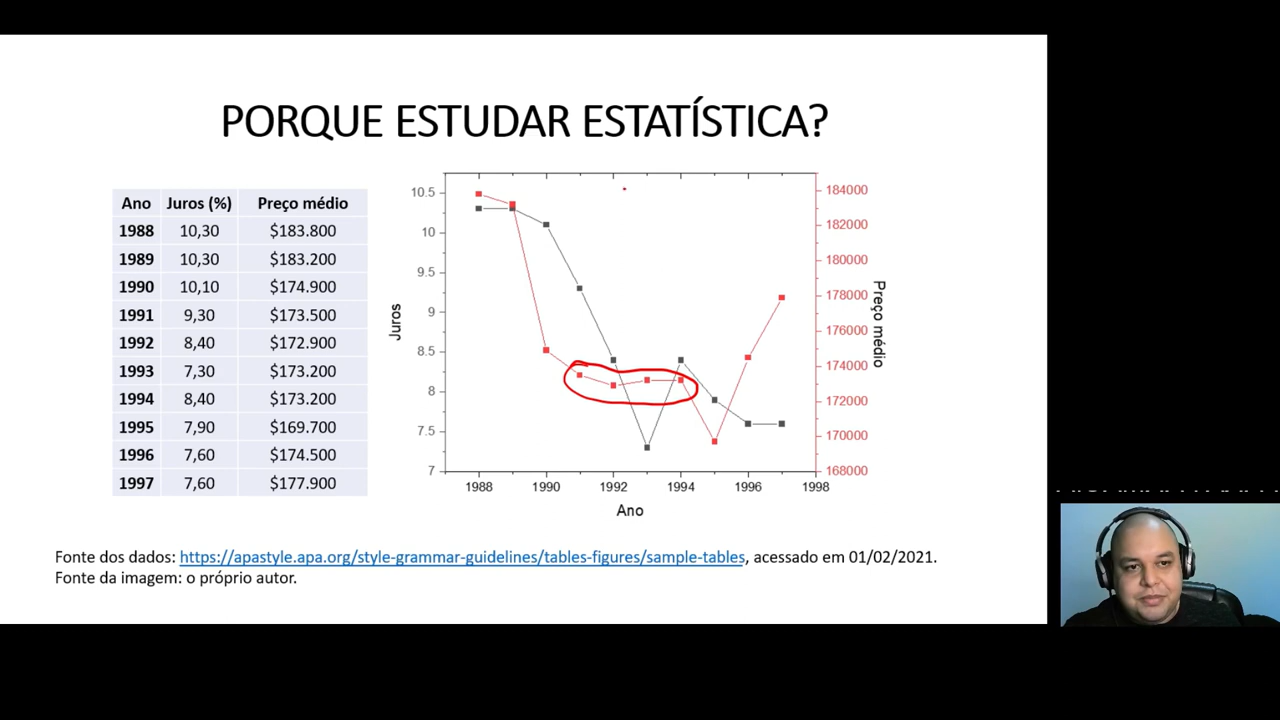 PORQUE ESTUDAR ESTATÍSTICA?
Ano Juros (%) Preço médio
1988 10,30 $183.800
1989 10,30 $183.200
1990 10,10 $174.900
1991 9,30 $173.500
1992 8,40 $172.900
1993 7,30 $173.200
1994 8,40 $173.200
1995 7,90 $169.700
1996 7,60 $174.500
1997 7,60 $177.900
Juros
10.5
10
9.5
9
8.5
8
7.5
7
1988 1990 1992 1994 1996 1998
Ano
184000
182000
180000
178000
176000
174000
172000
170000
168000
Preço médio
Fonte dos dados: https://apastyle.apa.org/style-grammar-guidelines/tables-figures/sample-tables, acessado em 01/02/2021.
Fonte da imagem: o próprio autor.